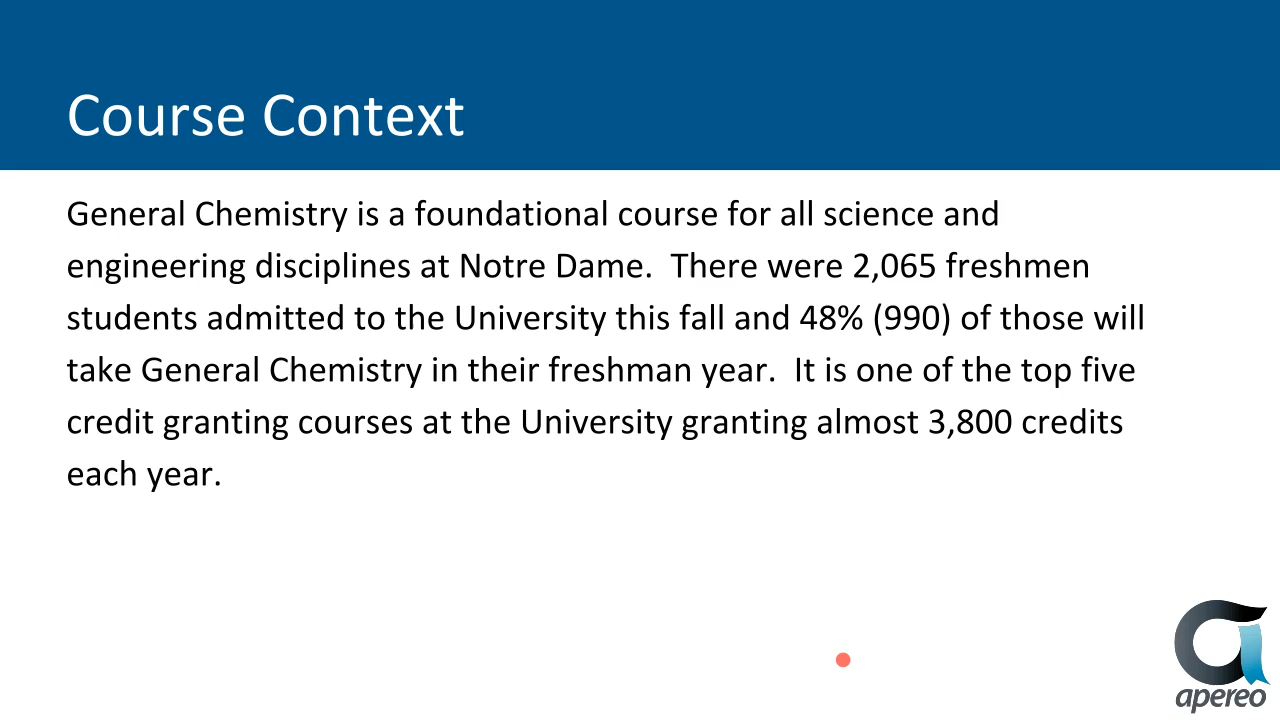 Course Context
General Chemistry is a foundational course for all science and
engineering disciplines at Notre Dame.  There were 2,065 freshmen
students admitted to the University this fall and 48% (990) of those will
take General Chemistry in their freshman year.  It is one of the top five
credit granting courses at the University granting almost 3,800 credits
each year.
apereo